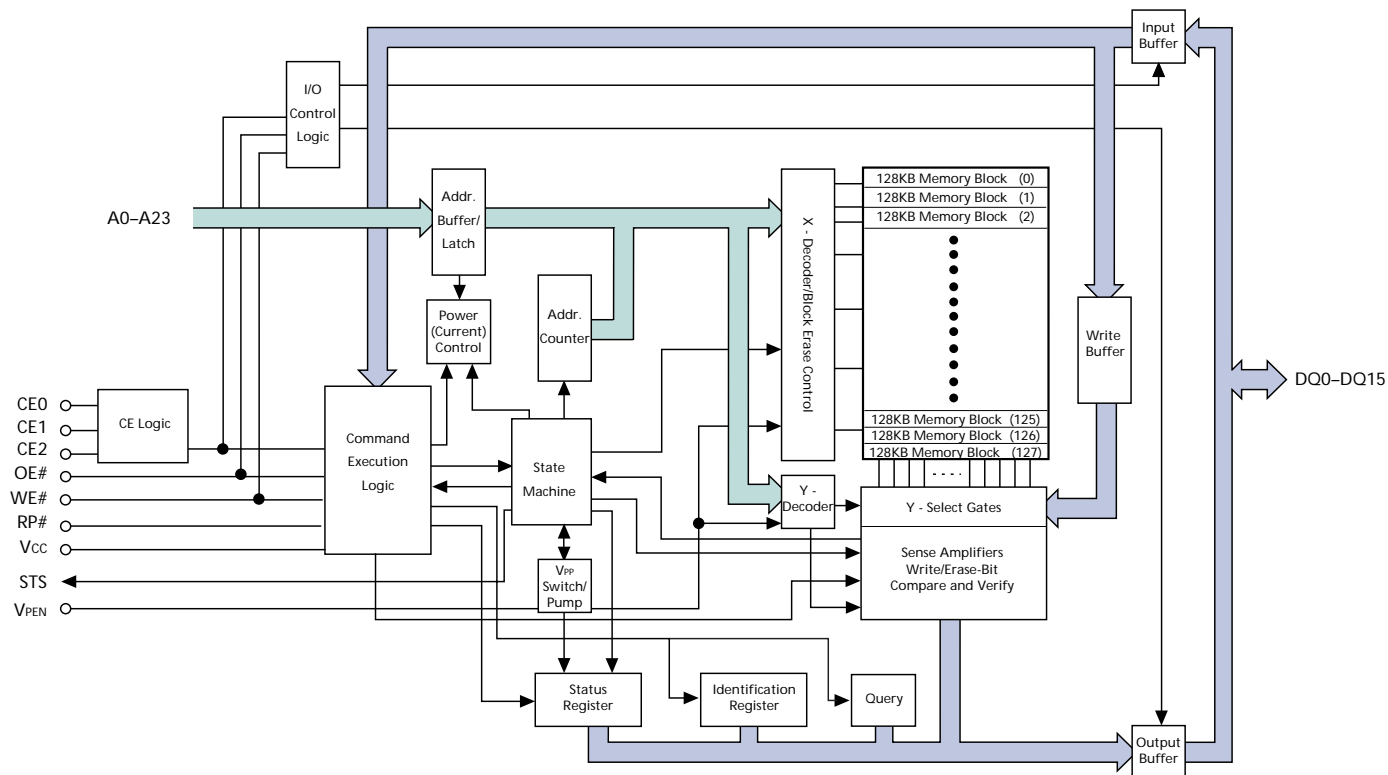 Input
Buffer
I/O
Control
Logic
A0–A23
Addr.
Buffer/
Latch
X - Decoder/Block Erase Control
128KB Memory Block (0)
128KB Memory Block (1)
128KB Memory Block (2)
128KB Memory Block (125)
128KB Memory Block (126)
128KB Memory Block (127)
Power
(Current)
Control
Addr.
Counter
Write
Buffer
DQ0–DQ15
CE0
CE1
CE2
OE#
WE#
RP#
VCC
STS
VPEN
CE Logic
Command
Execution
Logic
State
Machine
Y -
Decoder
Y - Select Gates
Sense Amplifiers
Write/Erase-Bit
Compare and Verify
VPP
Switch/
Pump
Status
Register
Identification
Register
Query
Output
Buffer